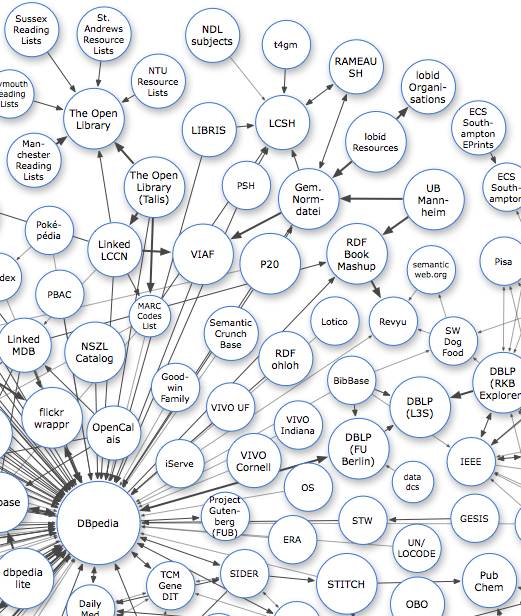 Sussex
Reading
Lists
St.
Andrews
Resource
Lists
NDL
subjects
t4gm
RAMEAU
SH
NTU
Resource
Lists
lobid
Organi-
sations
Lists
The Open
Library
LIBRIS
LCSH
lobid
Resources
ECS
South-
ampton
EPrints
Man-
chester
Reading
Lists
The Open
Library
(Talis)
PSH
Gem.
Norm-
datei
UB
Mann-
heim
ECS
Poké-
pédia
Linked
LCCN
VIAF
P20
RDF
Book
Mashup
semantic
web.org
Pisa
PBAC
MARC
Codes
List
Semantic
Crunch
Base
Lotico
Revyu
SW
Dog
Food
Linked
MDB
NSZL
Catalog
RDF
ohloh
Good-
win
Family
BibBase
DBLP
(L3S)
DBLP
(RKB
Explorer
flickr
wrappr
OpenCal
ais
VIVO UF
VIVO
Indiana
DBLP
(FU
Berlin)
IEEE
iServe
VIVO
Cornell
data
dcs
OS
DBpedia
Project
Guten-
berg
(FUB)
STW
GESIS
ERA
UN/
LOCODE
dbpedia
lite
TCM
Gene
DIT
SIDER
STITCH
Pub
Chem
Daily
Med
OBO